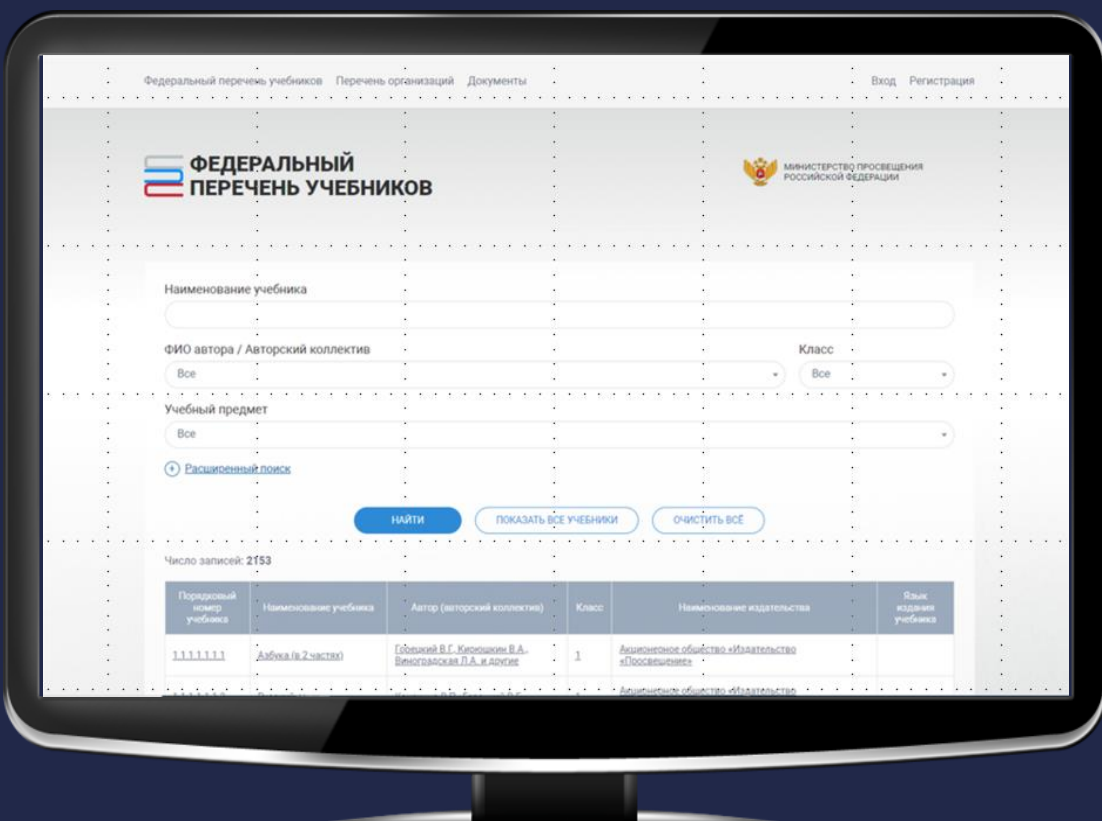 Федеральный перечень учебников Перечень организаций Документы Вход Регистрация
ФЕДЕРАЛЬНЫЙ
ПЕРЕЧЕНЬ УЧЕБНИКОВ
МИНИСТЕРСТВО ПРОСВЕЩЕНИЯ
РОССИЙСКОЙ ФЕДЕРАЦИИ
Наименование учебника
ФИО автора / Авторский коллектив Класс
Все Все
Учебный предмет
Все
Расширенный поиск
НАЙТИ ПОКАЗАТЬ ВСЕ УЧЕБНИКИ ОЧИСТИТЬ ВСЁ
Число записей: 2153
Порядковый
номер
учебника
Наименование учебника
Автор (авторский коллектив)
Класс
Наименование издательства
Язык
издания
учебника
1.1.1.1.1.1
Азбука (в 2 частях)
Горецкий В.Г., Кирюшкин В.А.,
Виноградская Л.А. и другие
1
Акционерное общество «Издательство
«Просвещение»
Акционерное общество «Издательство